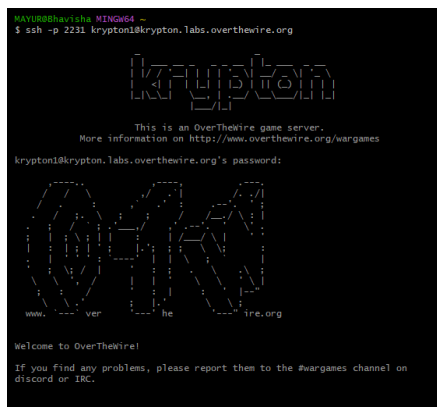 MAYUR@Bhavisha MINGW64 ~
$ ssh -p 2231 krypton1@krypton.labs.overthewire.org
krypton
This is an OverTheWire game server.
More information on http://www.overthewire.org/wargames
krypton1@krypton.labs.overthewire.org's password:
www. `---` ver '---' he '---" ire.org
Welcome to OverTheWire!
If you find any problems, please report them to the #wargames channel on
discord or IRC.